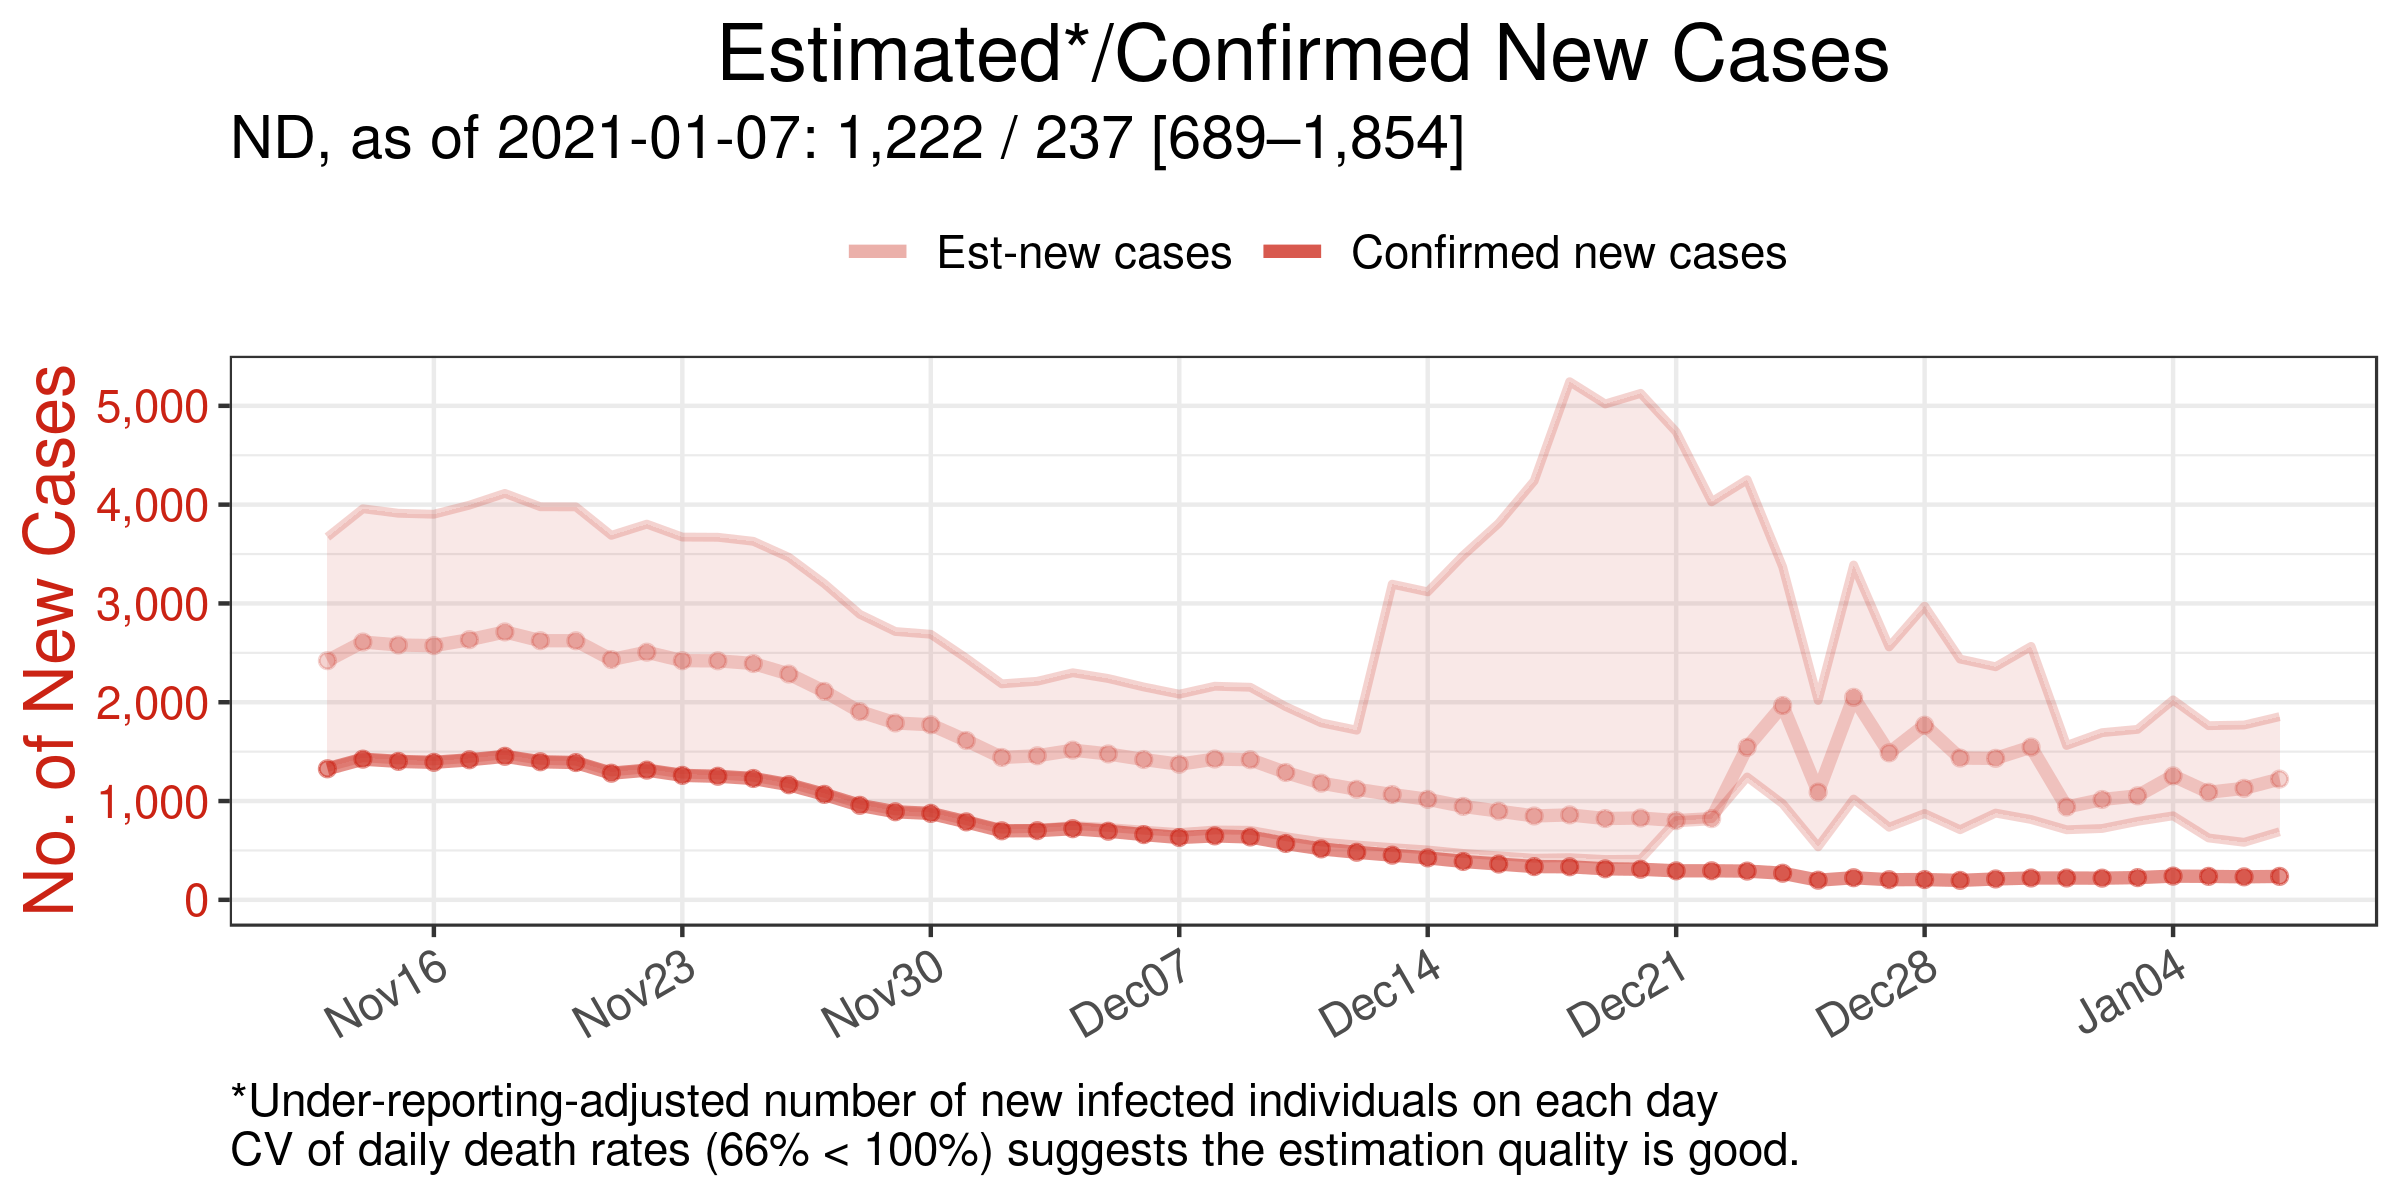 Estimated*/Confirmed New Cases
ND, as of 2021-01-07: 1,222 / 237 [689–1,854]
Est-new cases
Confirmed new cases
No. of New Cases
5,000
4,000
3,000
2,000
1,000
0
Nov16
Nov23
Nov30
Dec07
Dec14
Dec21
Dec28
Jan04
*Under-reporting-adjusted number of new infected individuals on each day
CV of daily death rates (66% < 100%) suggests the estimation quality is good.